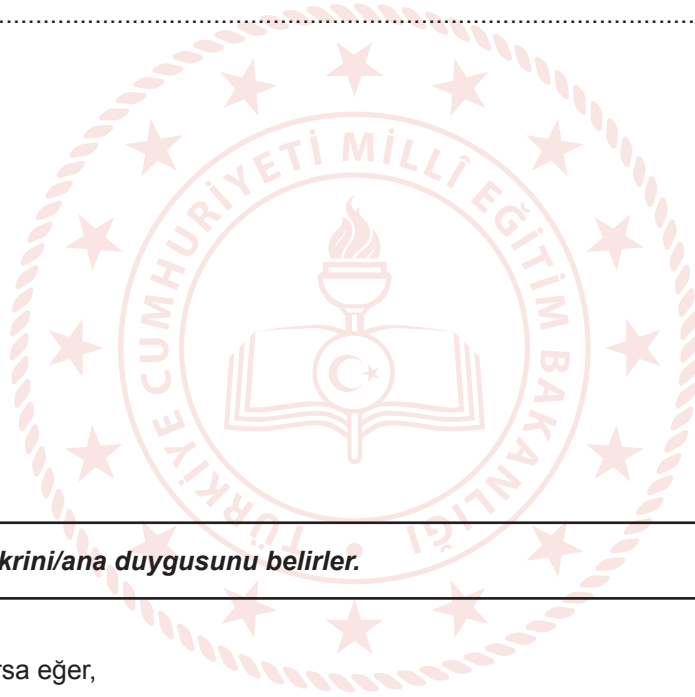 ................................................................................................................
TÜRKİYE CUMHURİYETİ MİLLÎ EĞİTİM BAKANLIĞI
krini/ana duygusunu belirler.
rsa eğer,